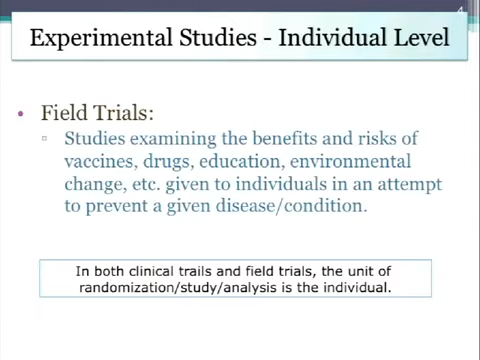 4
Experimental Studies - Individual Level
• Field Trials:
▫ Studies examining the benefits and risks of
vaccines, drugs, education, environmental
change, etc. given to individuals in an attempt
to prevent a given disease/condition.
In both clinical trails and field trials, the unit of
randomization/study/analysis is the individual.